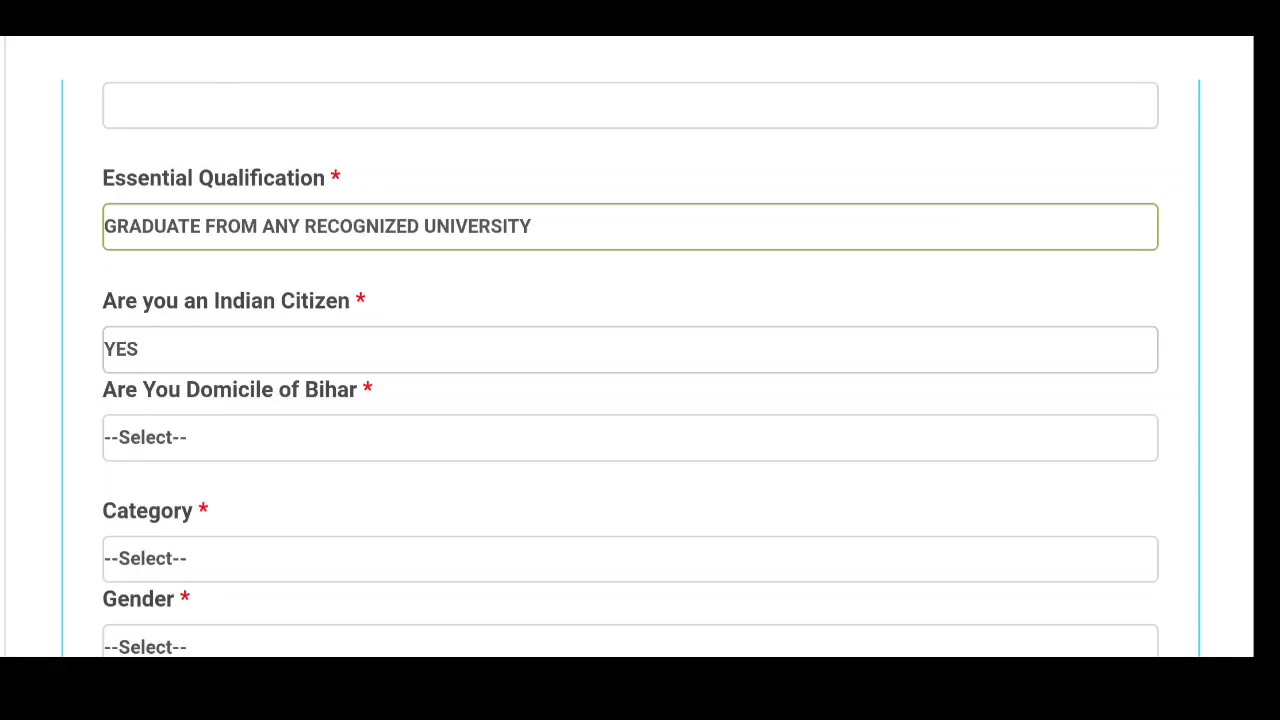 Essential Qualification *
GRADUATE FROM ANY RECOGNIZED UNIVERSITY
Are you an Indian Citizen *
YES
Are You Domicile of Bihar *
--Select--
Category *
--Select--
Gender *
--Select--